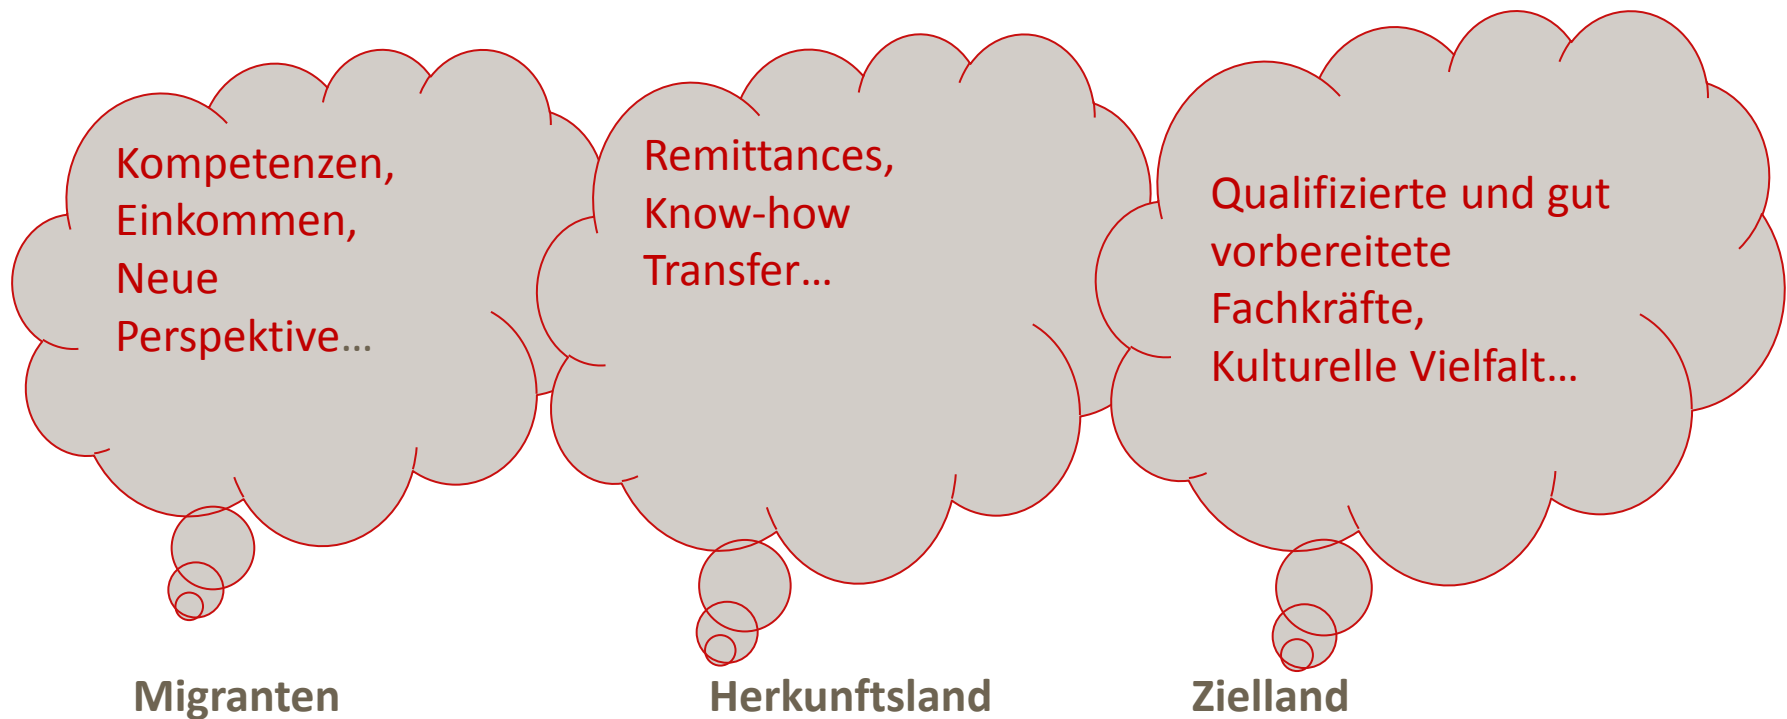 Kompetenzen,
Einkommen,
Neue
Perspektive...
Remittances,
Know-how
Transfer...
Qualifizierte und gut
vorbereitete
Fachkräfte,
Kulturelle Vielfalt...
Migranten
Herkunftsland
Zielland